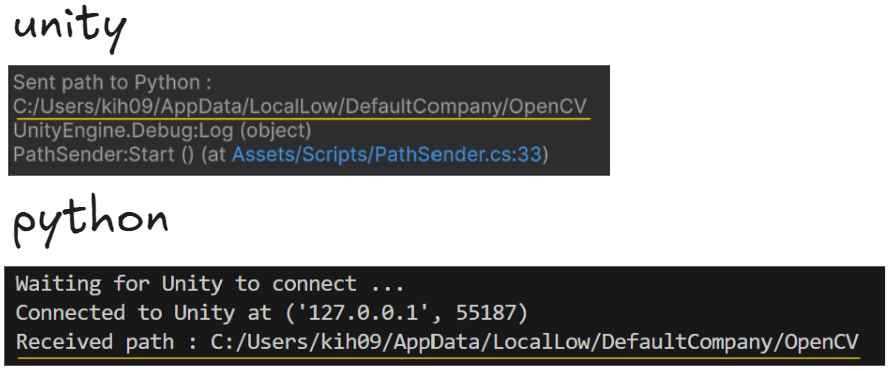 unity
Sent path to Python :
C:/Users/kih09/AppData/LocalLow/DefaultCompany/OpenCV
UnityEngine.Debug:Log (object)
PathSender:Start () (at Assets/Scripts/PathSender.cs:33)
python
Waiting for Unity to connect ...
Connected to Unity at ('127.0.0.1', 55187)
Received path : C:/Users/kih09/AppData/LocalLow/DefaultCompany/OpenCV